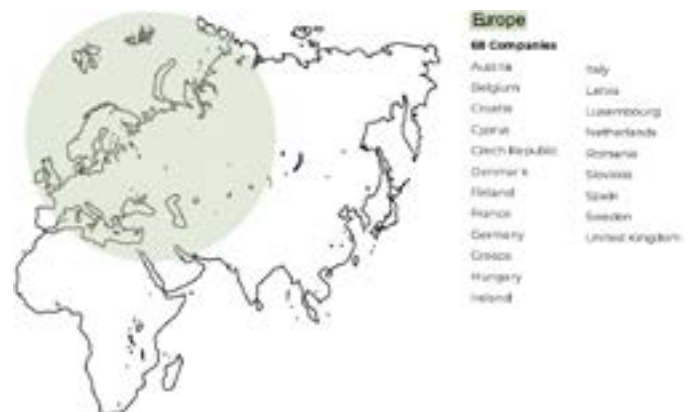 Europe
68 Companies
Austria
Belgium
Croatia
Cyprus
Czech Republic
Denmark
Finland
France
Germany
Greece
Hungary
Ireland
Italy
Latvia
Luxembourg
Netherlands
Romania
Spain
Sweden
United Kingdom